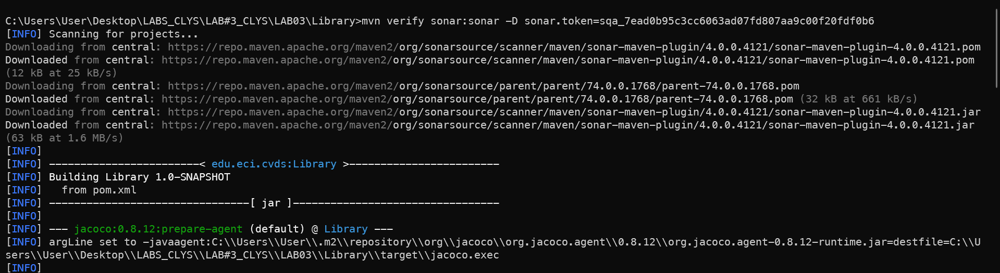 C:\Users\User\Desktop\LABS_CLYS\LAB#3_CLYS\LAB03\Library>mvn verify sonar:sonar -D sonar.token=sqa_7ead0b95c3cc6063ad07fd807aa9c00f20fdf0b6
[INFO] Scanning for projects...
Downloading from central: https://repo.maven.apache.org/maven2/org/sonarsource/scanner/maven/sonar-maven-plugin/4.0.0.4121/sonar-maven-plugin-4.0.0.4121.pom
Downloaded from central: https://repo.maven.apache.org/maven2/org/sonarsource/scanner/maven/sonar-maven-plugin/4.0.0.4121/sonar-maven-plugin-4.0.0.4121.pom
(12 kB at 25 kB/s)
Downloading from central: https://repo.maven.apache.org/maven2/org/sonarsource/parent/parent/74.0.0.1768/parent-74.0.0.1768.pom
Downloaded from central: https://repo.maven.apache.org/maven2/org/sonarsource/parent/parent/74.0.0.1768/parent-74.0.0.1768.pom (32 kB at 661 kB/s)
Downloading from central: https://repo.maven.apache.org/maven2/org/sonarsource/scanner/maven/sonar-maven-plugin/4.0.0.4121/sonar-maven-plugin-4.0.0.4121.jar
Downloaded from central: https://repo.maven.apache.org/maven2/org/sonarsource/scanner/maven/sonar-maven-plugin/4.0.0.4121/sonar-maven-plugin-4.0.0.4121.jar
(63 kB at 1.6 MB/s)
[INFO]
[INFO] ------------------------< edu.eci.cvds:Library >------------------------
[INFO] Building Library 1.0-SNAPSHOT
[INFO]   from pom.xml
[INFO] --------------------------------[ jar ]---------------------------------
[INFO]
[INFO] --- jacoco:0.8.12:prepare-agent (default) @ Library ---
[INFO] argLine set to -javaagent:C:\\Users\\User\\.m2\\repository\\org\\jacoco\\org.jacoco.agent\\0.8.12\\org.jacoco.agent-0.8.12-runtime.jar=destfile=C:\\U
sers\\User\\Desktop\\LABS_CLYS\\LAB#3_CLYS\\LAB03\\Library\\target\\jacoco.exec
[INFO]